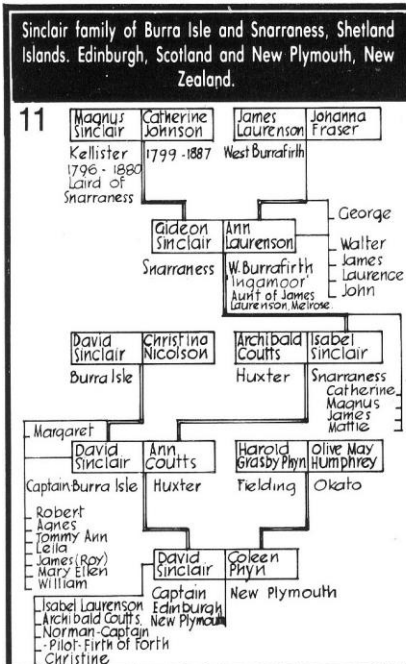 Sinclair family of Burra Isle and Snarraness, Shetland
Islands. Edinburgh, Scotland and New Plymouth, New
Zealand.
11
Magnus Sinclair
Catherine Johnson
James Laurenson
Johanna Fraser
Kellister
1796 - 1880
Laird of
Snarraness
1799 - 1887
West Burrafirth
George
Walter
James
Laurence
John
Gideon Sinclair
Ann Laurenson
Snarraness
W. Burrafirth
"Ingamoor"
Aunt of James
Laurenson, Melrose.
David Sinclair
Christina Nicolson
Archibald Coutts
Isabel Sinclair
Burra Isle
Huxter
Snarraness
Catherine
Magnus
James
Mattie
Margaret
David Sinclair
Ann Coutts
Harold Grasby Phyn
Olive May Humphrey
Captain-Burra Isle
Huxter
Fielding
Okato
Robert
Agnes
Tommy Ann
Leila
James (Roy)
Mary Ellen
William
David Sinclair
Coleen Phyn
Captain
Edinburgh
New Plymouth
New Plymouth
Isabel Laurenson
Archibald Coutts
Norman-Captain
-Pilot-Firth of Forth
Christine